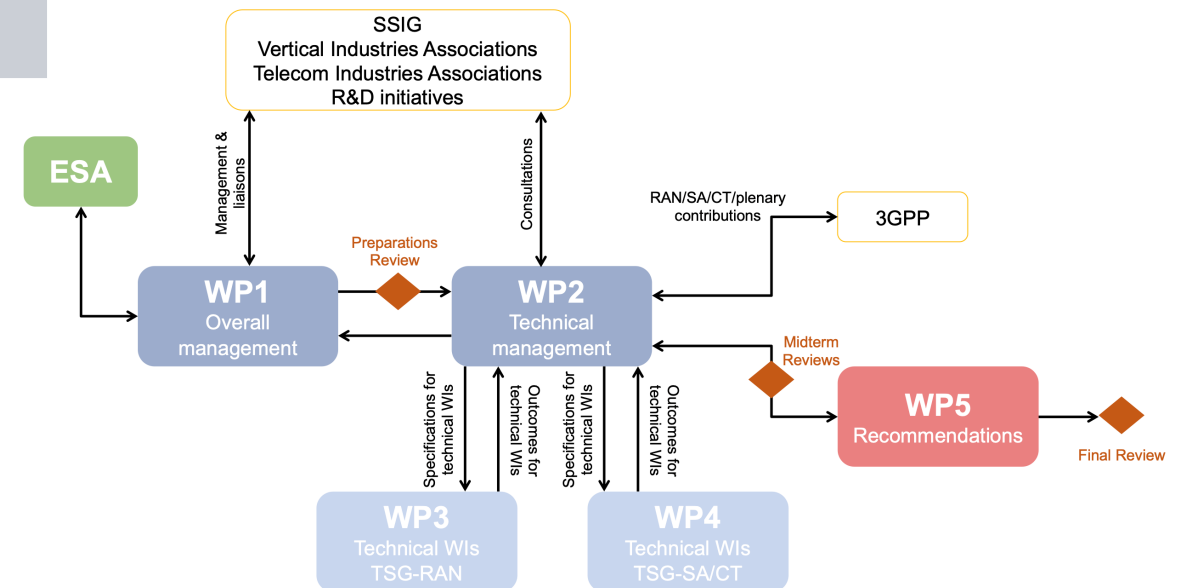 SSIG
Vertical Industries Associations
Telecom Industries Associations
R&D initiatives
ESA
Management &
liaisons
Consultations
RAN/SA/CT/plenary
contributions
3GPP
Preparations
Review
WP1
Overall
management
WP2
Technical
management
Midterm
Reviews
WP5
Recommendations
Final Review
Specifications for
technical WIs
Outcomes for
technical WIs
Specifications for
technical WIs
Outcomes for
technical WIs
WP3
Technical WIs
TSG-RAN
WP4
Technical WIs
TSG-SA/CT